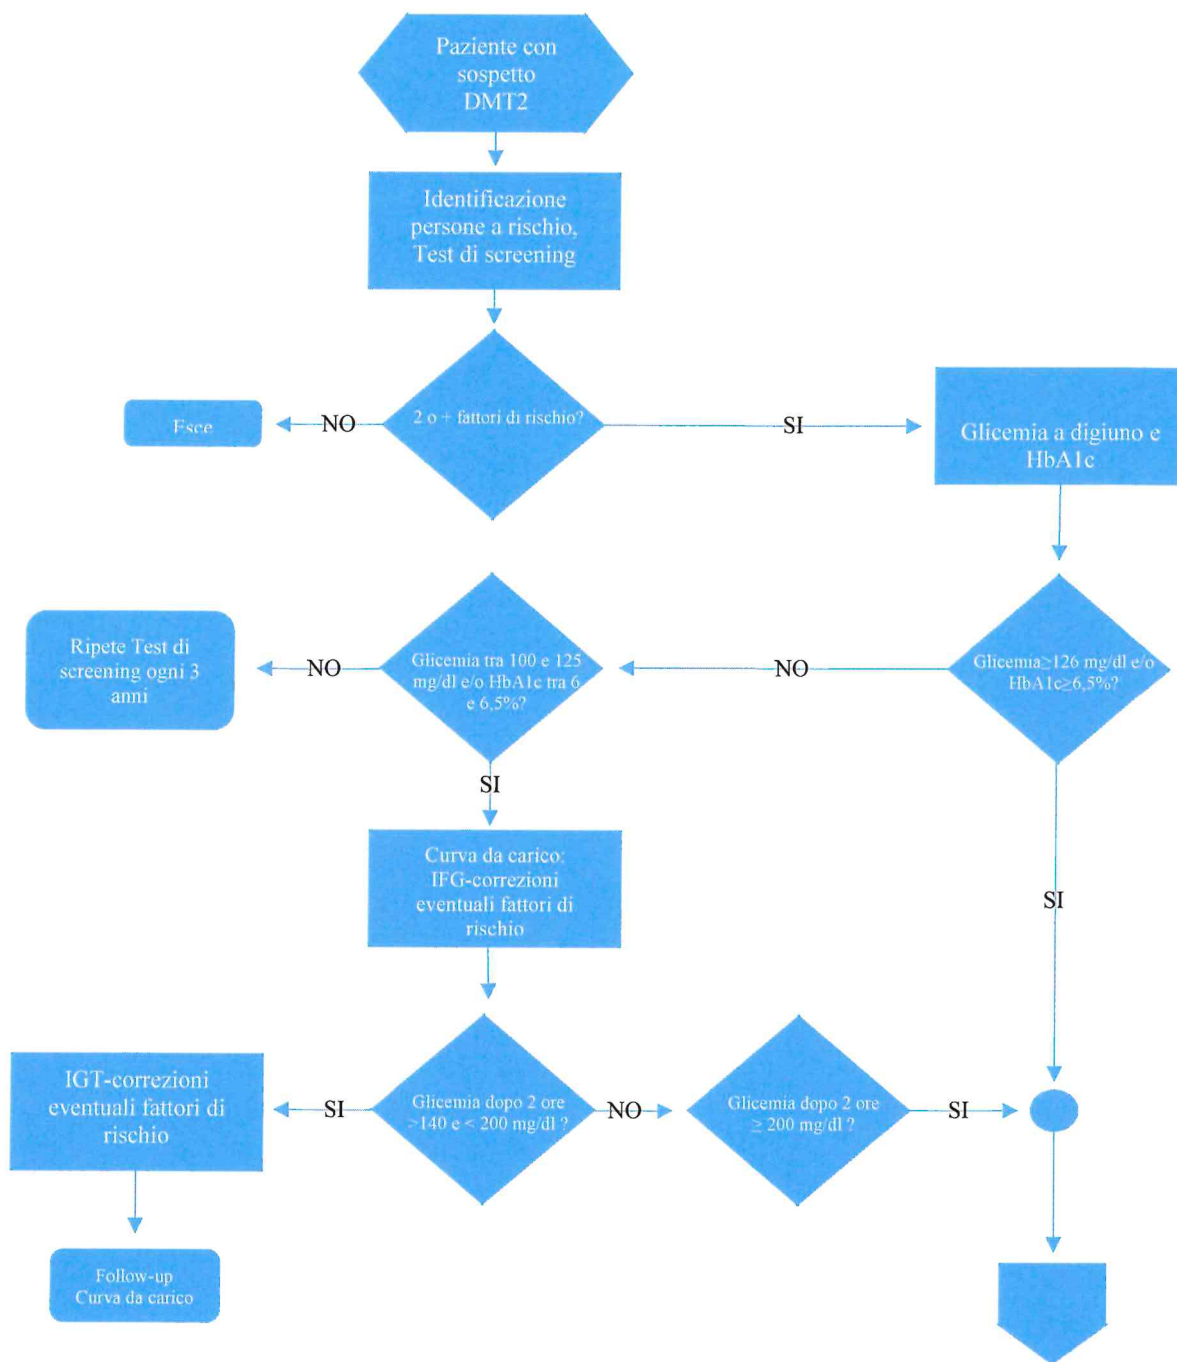 Paziente con
sospetto
DMT2
Identificazione
persone a rischio,
Test di screening
2 o + fattori di rischio?
NO
Esce
SI
Glicemia a digiuno e
HbA1c
Glicemia≥126 mg/dl e/o
HbA1c≥6,5%?
NO
Glicemia tra 100 e 125
mg/dl e/o HbA1c tra 6
e 6,5%?
NO
Ripete Test di
screening ogni 3
anni
SI
Curva da carico:
IFG-correzioni
eventuali fattori di
rischio
SI
Glicemia dopo 2 ore
>140 e < 200 mg/dl ?
SI
IGT-correzioni
eventuali fattori di
rischio
Follow-up
Curva da carico
NO
Glicemia dopo 2 ore
≥ 200 mg/dl ?
SI